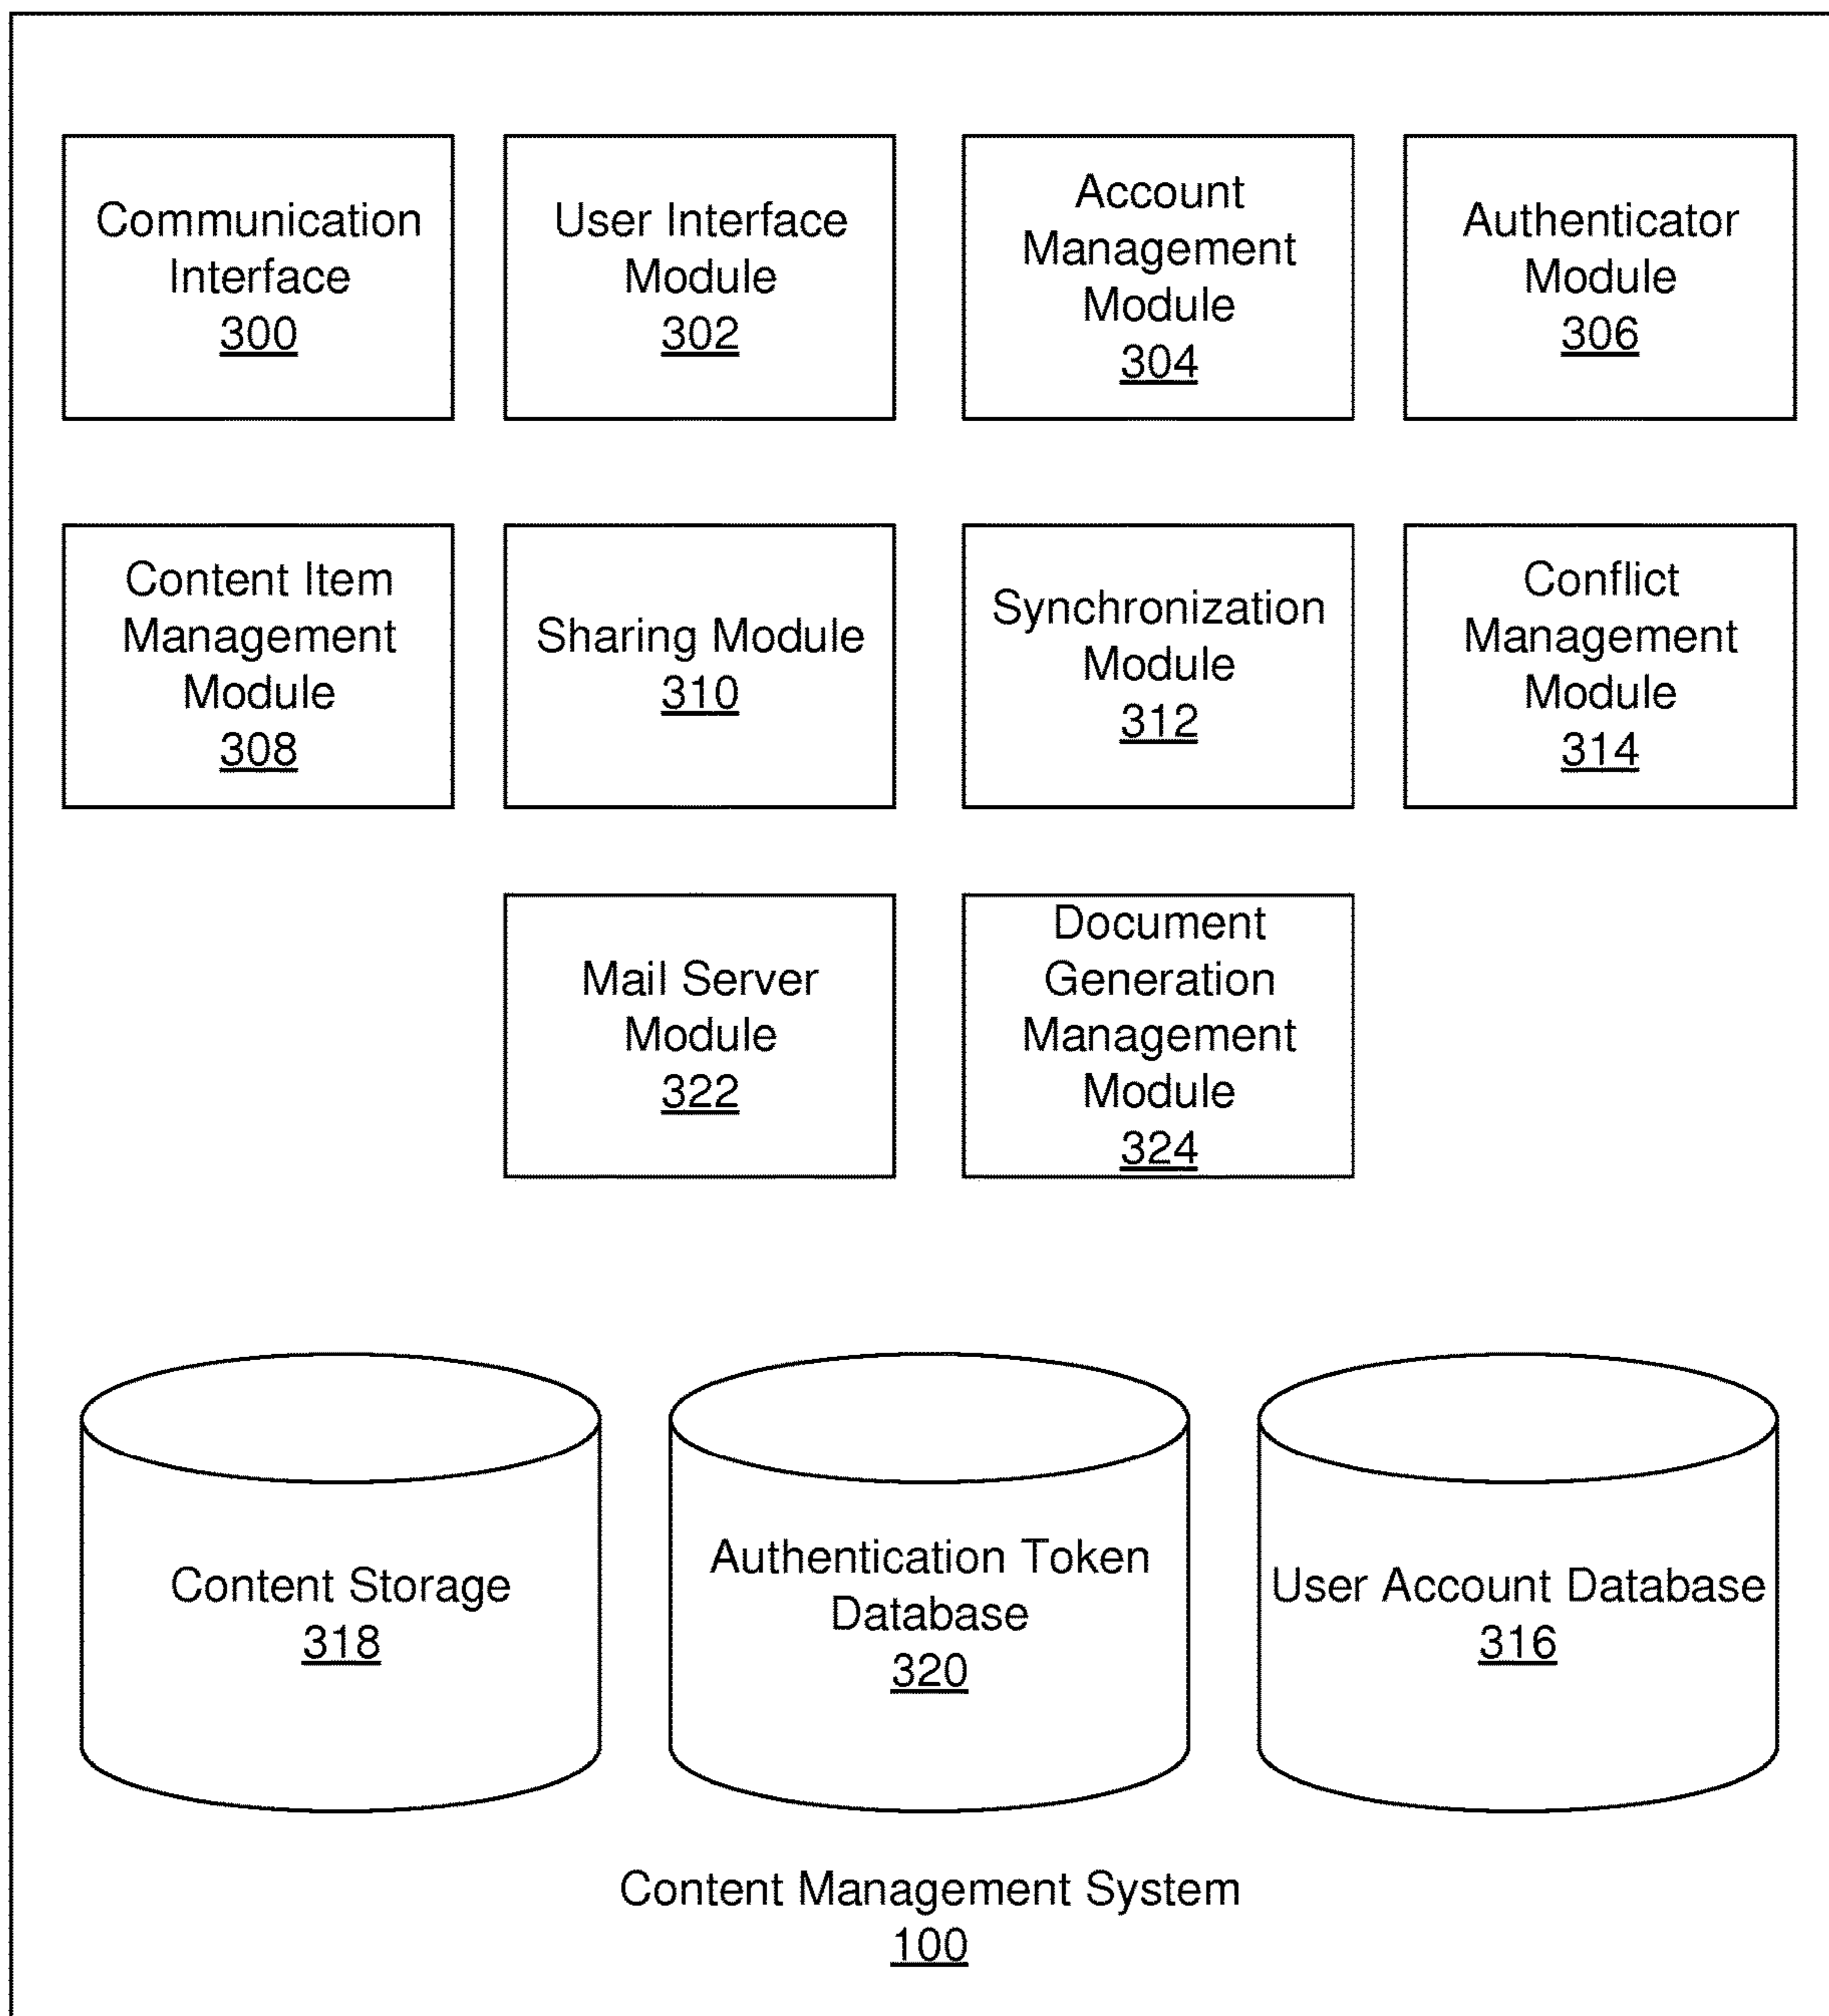 Communication
Interface
300
User Interface
Module
302
Account
Management
Module
304
Authenticator
Module
306
Content Item
Management
Module
308
Sharing Module
310
Synchronization
Module
312
Conflict
Management
Module
314
Mail Server
Module
322
Document
Generation
Management
Module
324
Content Storage
318
Authentication Token
Database
320
User Account Database
316
Content Management System
100